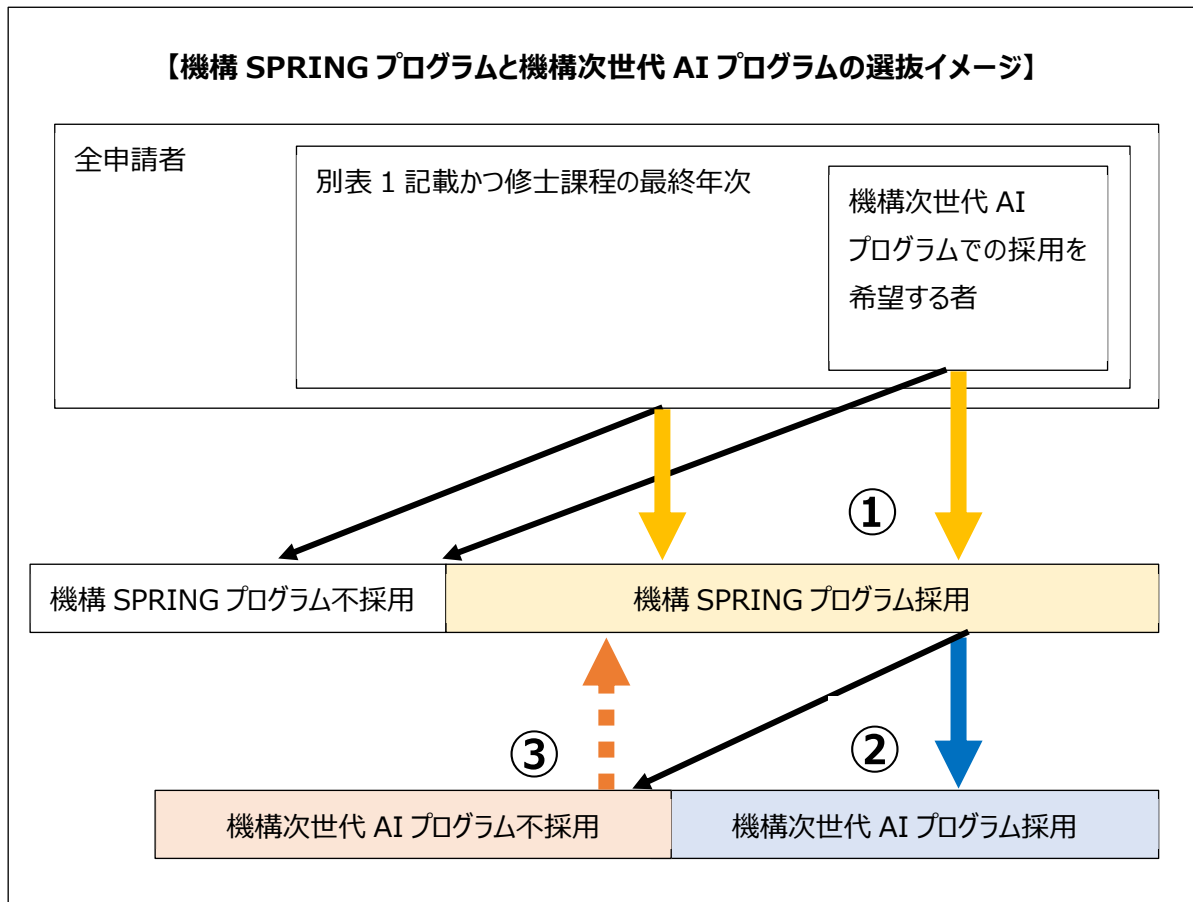 【機構 SPRING プログラムと機構次世代 AI プログラムの選抜イメージ】
全申請者
別表 1 記載かつ修士課程の最終年次
機構次世代 AI
プログラムでの採用を
希望する者
①
機構 SPRING プログラム不採用
機構 SPRING プログラム採用
③
②
機構次世代 AI プログラム不採用
機構次世代 AI プログラム採用